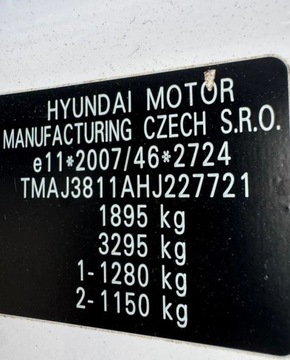 HYUNDAI MOTOR
MANUFACTURING CZECH S.R.O.
e11*2007/46*2724
TMAJ3811AHJ227721
1895 kg
3295 kg
1-1280 kg
2-1150 kg